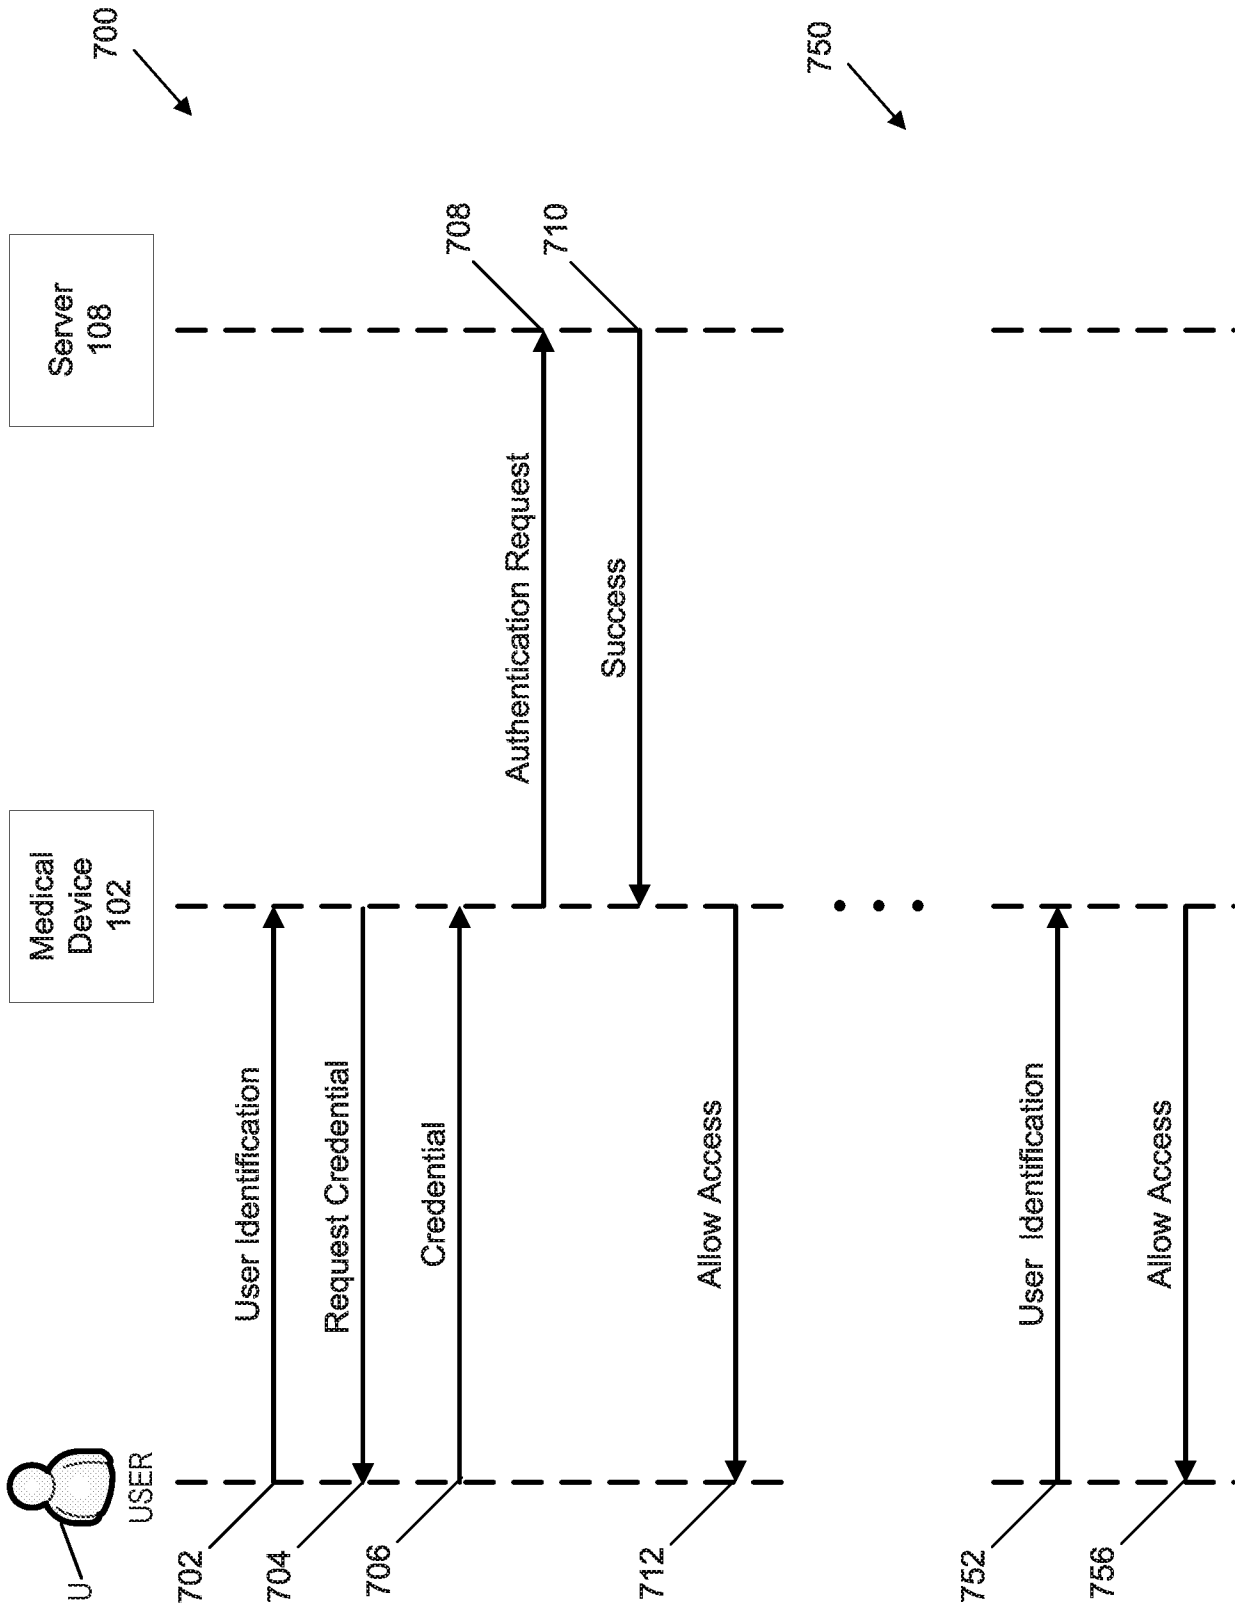 U
USER
Medical
Device
102
Server
108
700
702
User Identification
704
Request Credential
706
Credential
Authentication Request
708
Success
710
712
Allow Access
750
752
User Identification
756
Allow Access